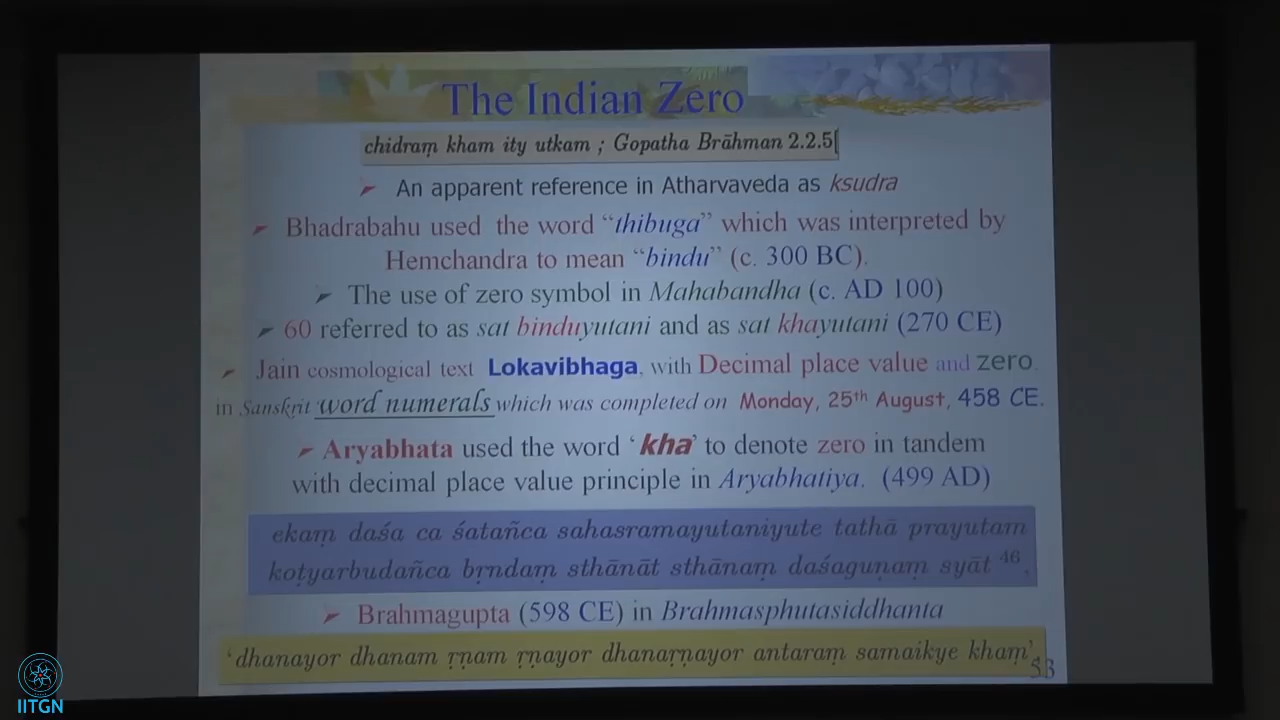 The Indian Zero
chidraṃ kham ity utkam ; Gopatha Brāhman 2.2.5[
➤ An apparent reference in Atharvaveda as ksudra
➤ Bhadrabahu used the word “thibuga” which was interpreted by
Hemchandra to mean “bindu” (c. 300 BC).
➤ The use of zero symbol in Mahabandha (c. AD 100)
➤ 60 referred to as sat binduyutani and as sat khayutani (270 CE)
➤ Jain cosmological text Lokavibhaga, with Decimal place value and zero.
in Sanskṛit word numerals which was completed on Monday, 25th August, 458 CE.
➤ Aryabhata used the word ‘kha’ to denote zero in tandem
with decimal place value principle in Aryabhatiya. (499 AD)
ekaṃ daśa ca śatañca sahasramayutaniyute tathā prayutaṃ
koṭyarbudañca bṛndaṃ sthānāt sthānaṃ daśaguṇaṃ syāt 46.
➤ Brahmagupta (598 CE) in Brahmasphutasiddhanta
‘dhanayor dhanam ṛṇam ṛṇayor dhanaṛṇayor antaraṃ samaikye khaṃ’
53
IITGN